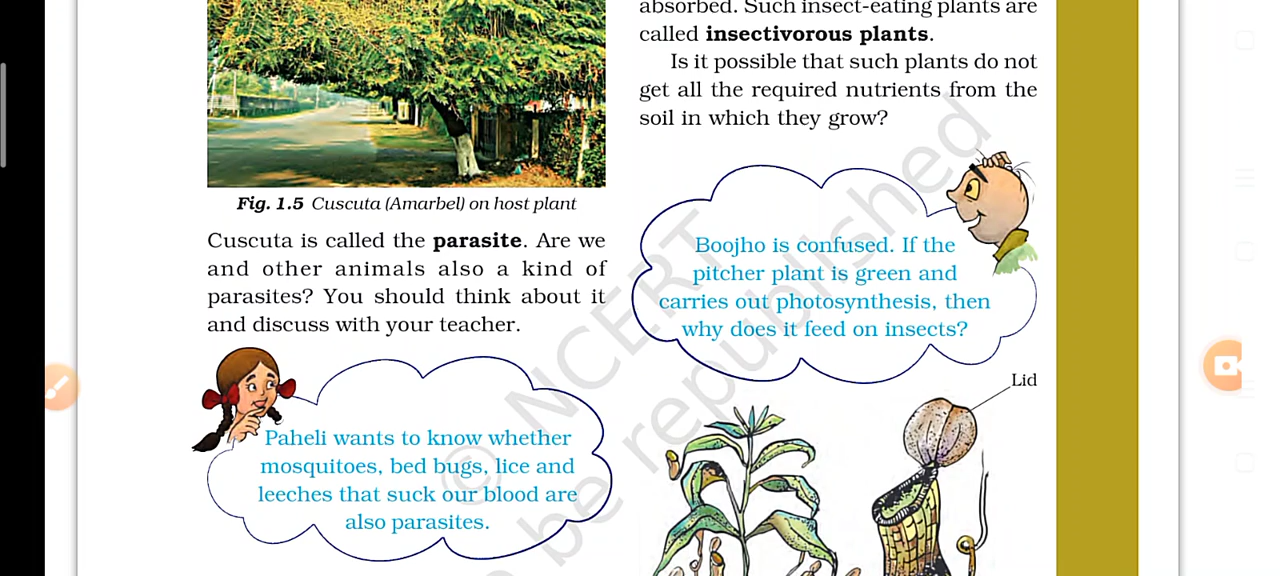 Fig. 1.5 Cuscuta (Amarbel) on host plant
Cuscuta is called the parasite. Are we
and other animals also a kind of
parasites? You should think about it
and discuss with your teacher.
Paheli wants to know whether
mosquitoes, bed bugs, lice and
leeches that suck our blood are
also parasites.
absorbed. Such insect-eating plants are
called insectivorous plants.
Is it possible that such plants do not
get all the required nutrients from the
soil in which they grow?
Boojho is confused. If the
pitcher plant is green and
carries out photosynthesis, then
why does it feed on insects?
Lid
© NCERT
be republished